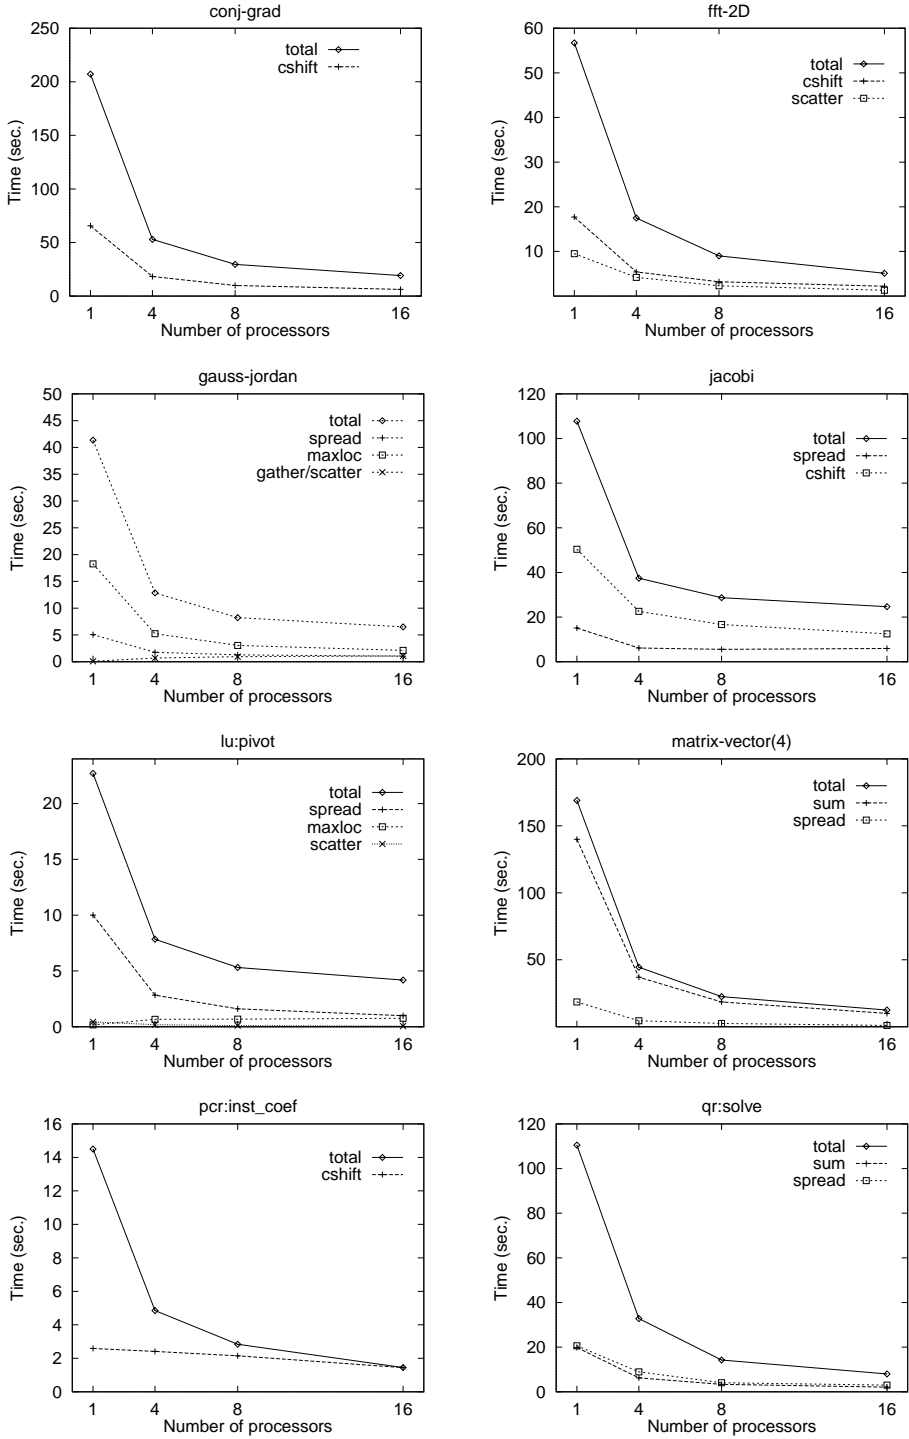 conj-grad
250
200
150
100
50
0
Time (sec.)
total
cshift
1 4 8 16
Number of processors
fft-2D
60
50
40
30
20
10
Time (sec.)
total
cshift
scatter
1 4 8 16
Number of processors
gauss-jordan
50
45
40
35
30
25
20
15
10
5
0
Time (sec.)
total
spread
maxloc
gather/scatter
1 4 8 16
Number of processors
jacobi
120
100
80
60
40
20
0
Time (sec.)
total
spread
cshift
1 4 8 16
Number of processors
lu:pivot
20
15
10
5
0
Time (sec.)
total
spread
maxloc
scatter
1 4 8 16
Number of processors
matrix-vector(4)
200
150
100
50
Time (sec.)
total
sum
spread
1 4 8 16
Number of processors
pcr:inst_coef
16
14
12
10
8
6
4
2
0
Time (sec.)
total
cshift
1 4 8 16
Number of processors
qr:solve
120
100
80
60
40
20
0
Time (sec.)
total
sum
spread
1 4 8 16
Number of processors